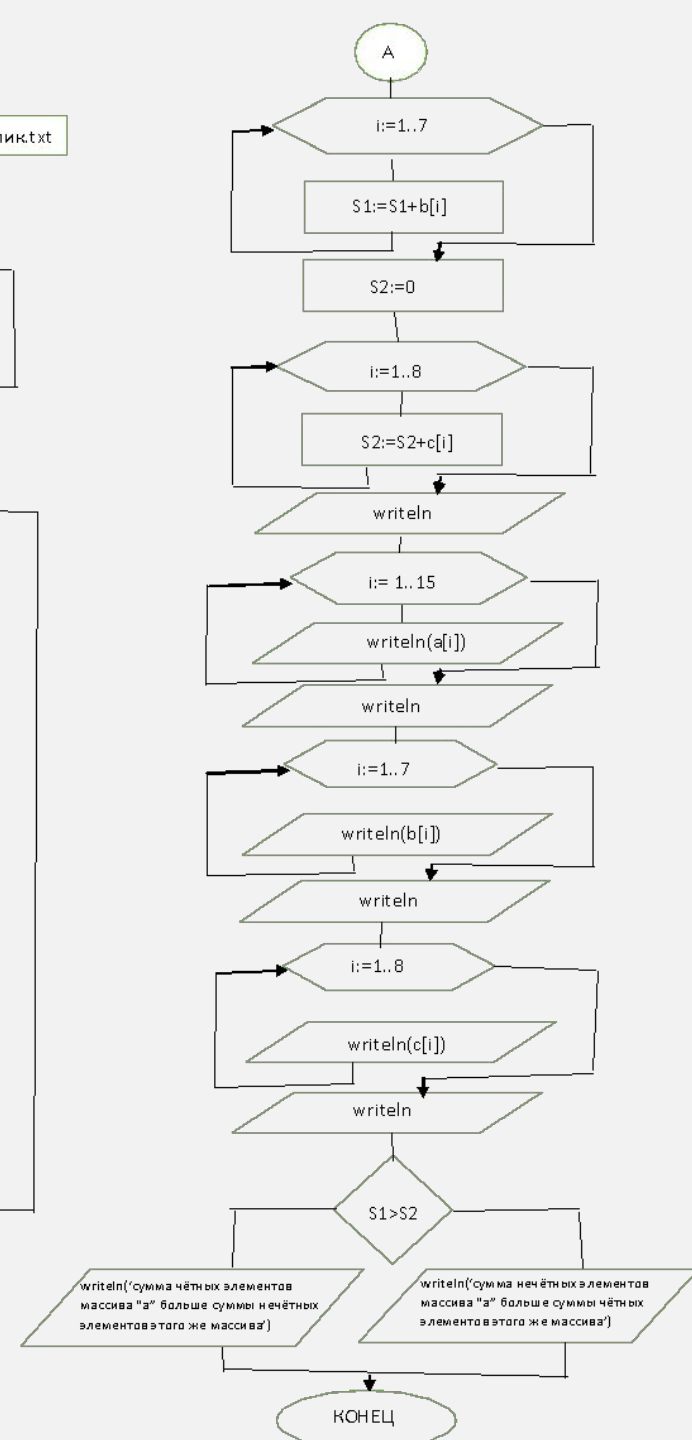 A
ик.txt
i:=1..7
S1:=S1+b[i]
S2:=0
i:=1..8
S2:=S2+c[i]
writeln
i:= 1..15
writeln(a[i])
writeln
i:=1..7
writeln(b[i])
writeln
i:=1..8
writeln(c[i])
writeln
S1>S2
writeln('сумма чётных элементов
массива "a" больше суммы нечётных
элементов этого же массива')
writeln('сумма нечётных элементов
массива "a" больше суммы чётных
элементов этого же массива')
КОНЕЦ